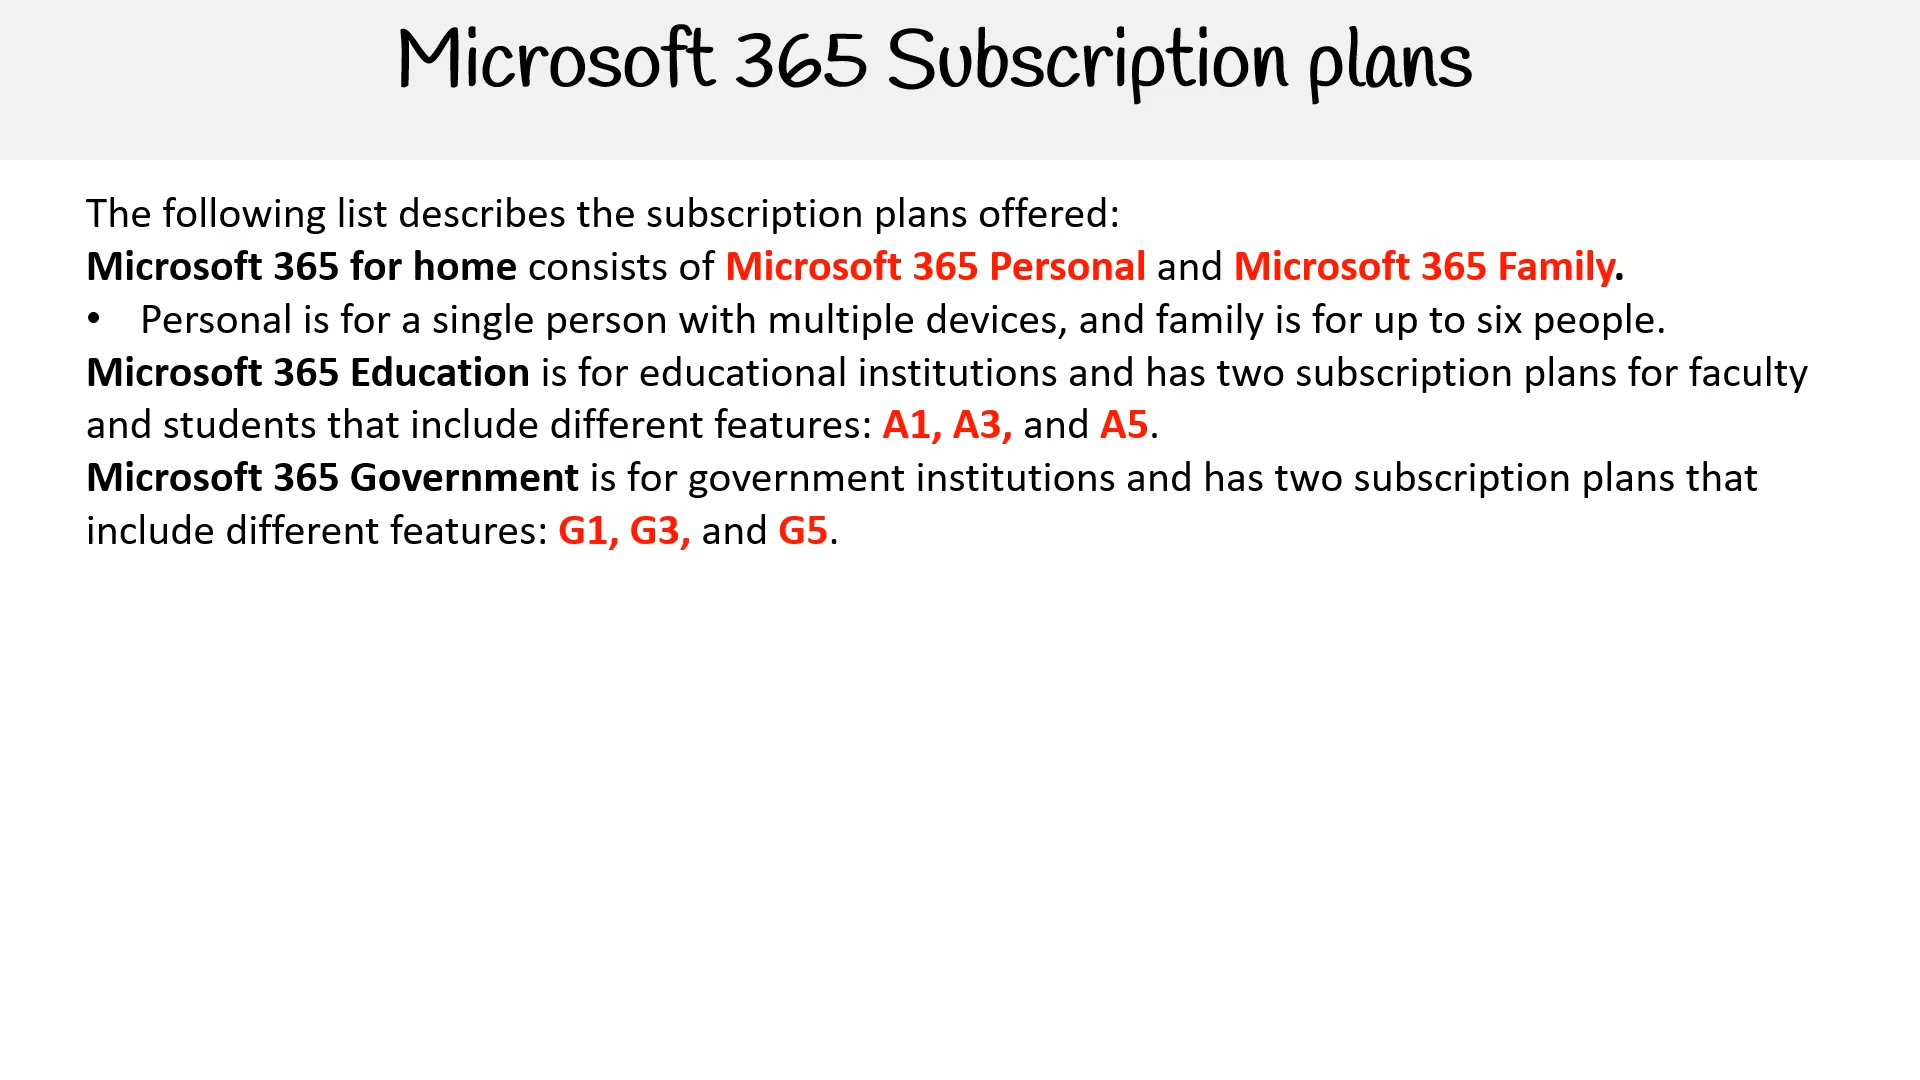 Microsoft 365 Subscription plans
The following list describes the subscription plans offered:
Microsoft 365 for home consists of Microsoft 365 Personal and Microsoft 365 Family.
• Personal is for a single person with multiple devices, and family is for up to six people.
Microsoft 365 Education is for educational institutions and has two subscription plans for faculty
and students that include different features: A1, A3, and A5.
Microsoft 365 Government is for government institutions and has two subscription plans that
include different features: G1, G3, and G5.